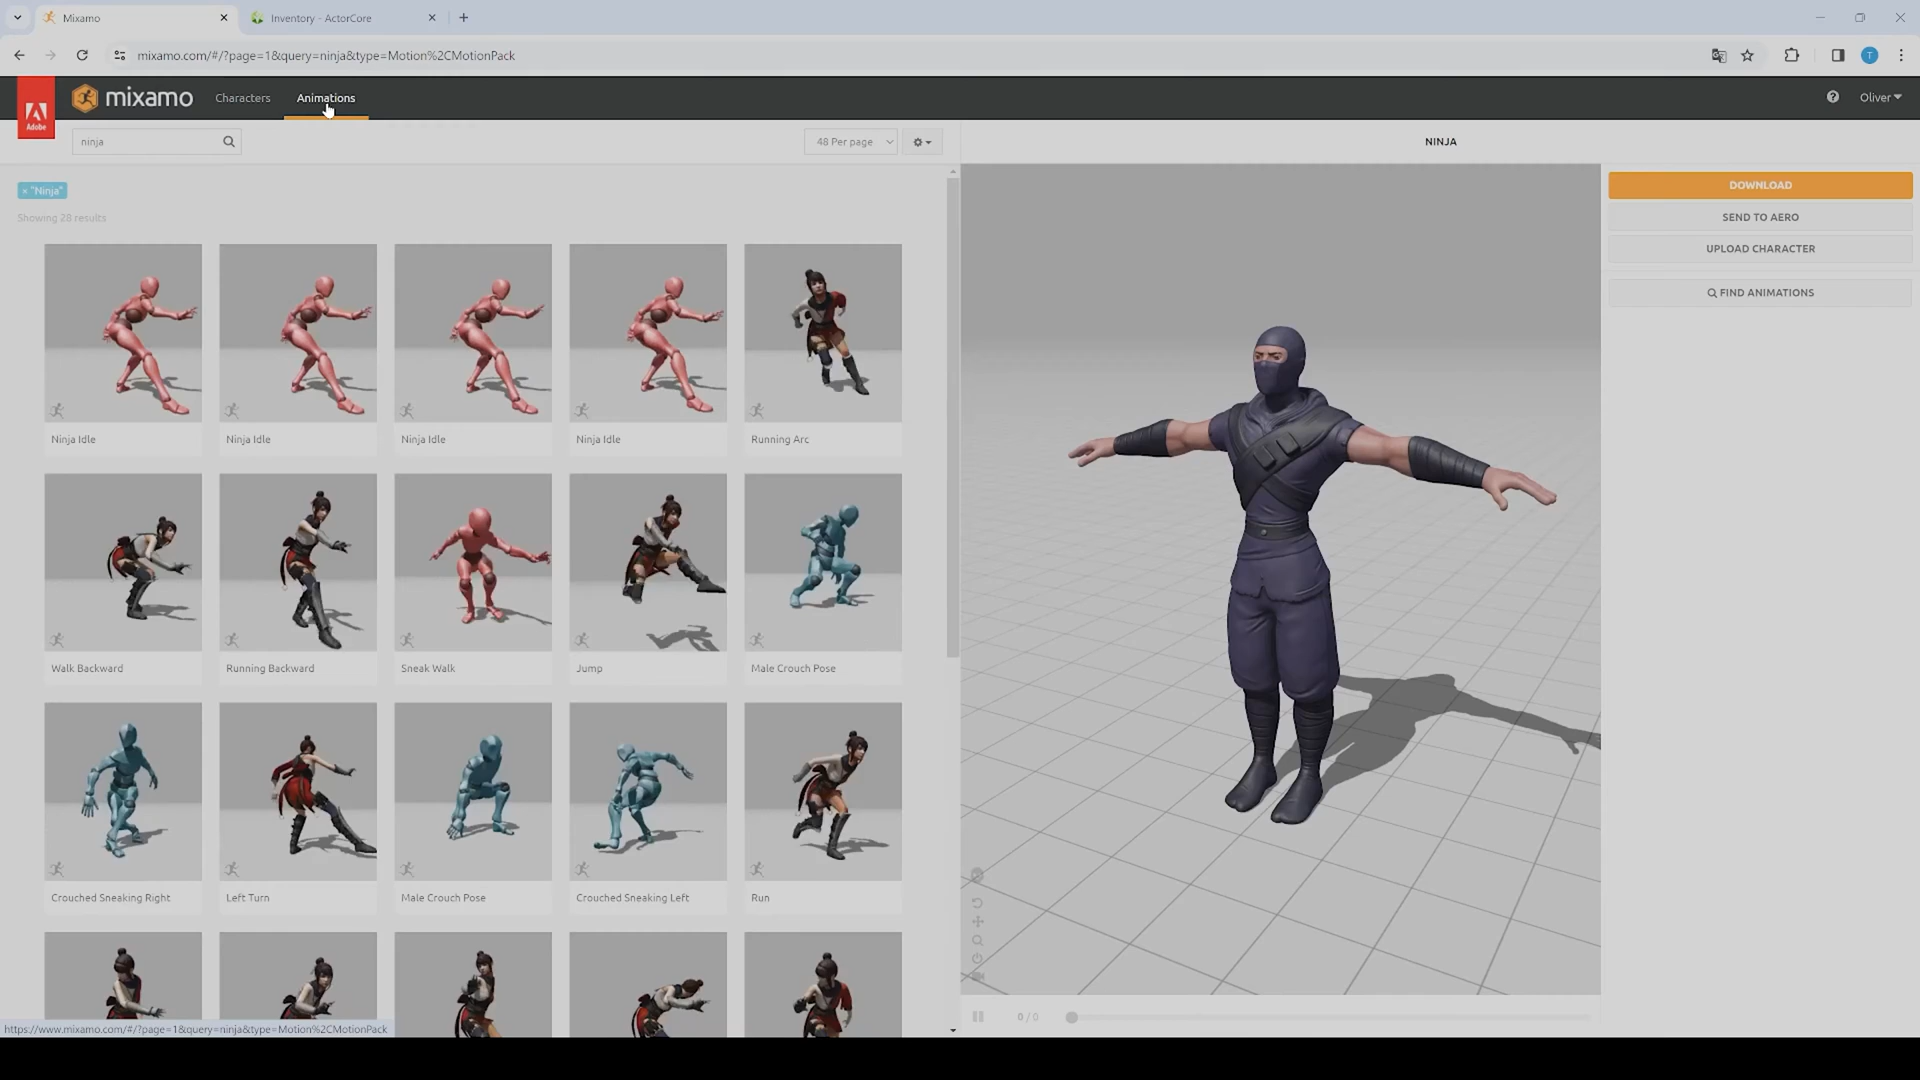 Mixamo
Inventory - ActorCore
mixamo.com/#/?page=1&query=ninja&type=Motion%2CMotionPack
T
Adobe
mixamo
Characters
Animations
Oliver
ninja
48 Per page
NINJA
× "Ninja"
Showing 28 results
DOWNLOAD
SEND TO AERO
UPLOAD CHARACTER
FIND ANIMATIONS
Ninja Idle
Ninja Idle
Ninja Idle
Ninja Idle
Running Arc
Walk Backward
Running Backward
Sneak Walk
Jump
Male Crouch Pose
Crouched Sneaking Right
Left Turn
Male Crouch Pose
Crouched Sneaking Left
Run
0 / 0
https://www.mixamo.com/#/?page=1&query=ninja&type=Motion%2CMotionPack